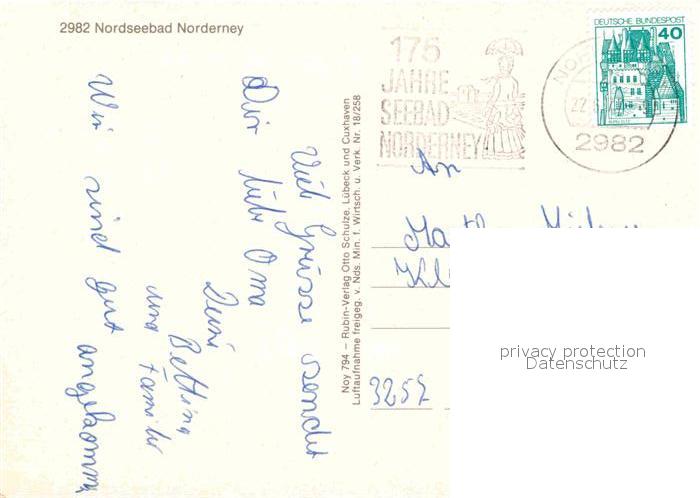 2982 Nordseebad Norderney
175
JAHRE
SEEBAD
NORDERNEY
DEUTSCHE BUNDESPOST
40
2982
Noy 794 – Rubin-Verlag Otto Schulze, Lübeck und Cuxhaven
Luftaufnahme freigeg. v. Nds. Min. f. Wirtsch. u. Verk. Nr. 18/258
Viele Grüsse sendet
Dir liebe Oma
Deine
Bettina
und Familie
Wir sind gut angekommen
An
3257
privacy protection
Datenschutz